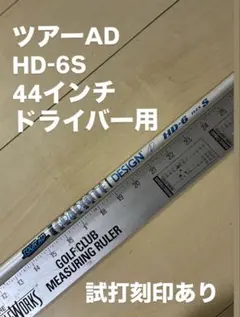 ツアーAD
HD-6S
44インチ
ドライバー用
DESIGN
HD-6 S
GOLF-CLUB
MEASURING RULER
試打刻印あり